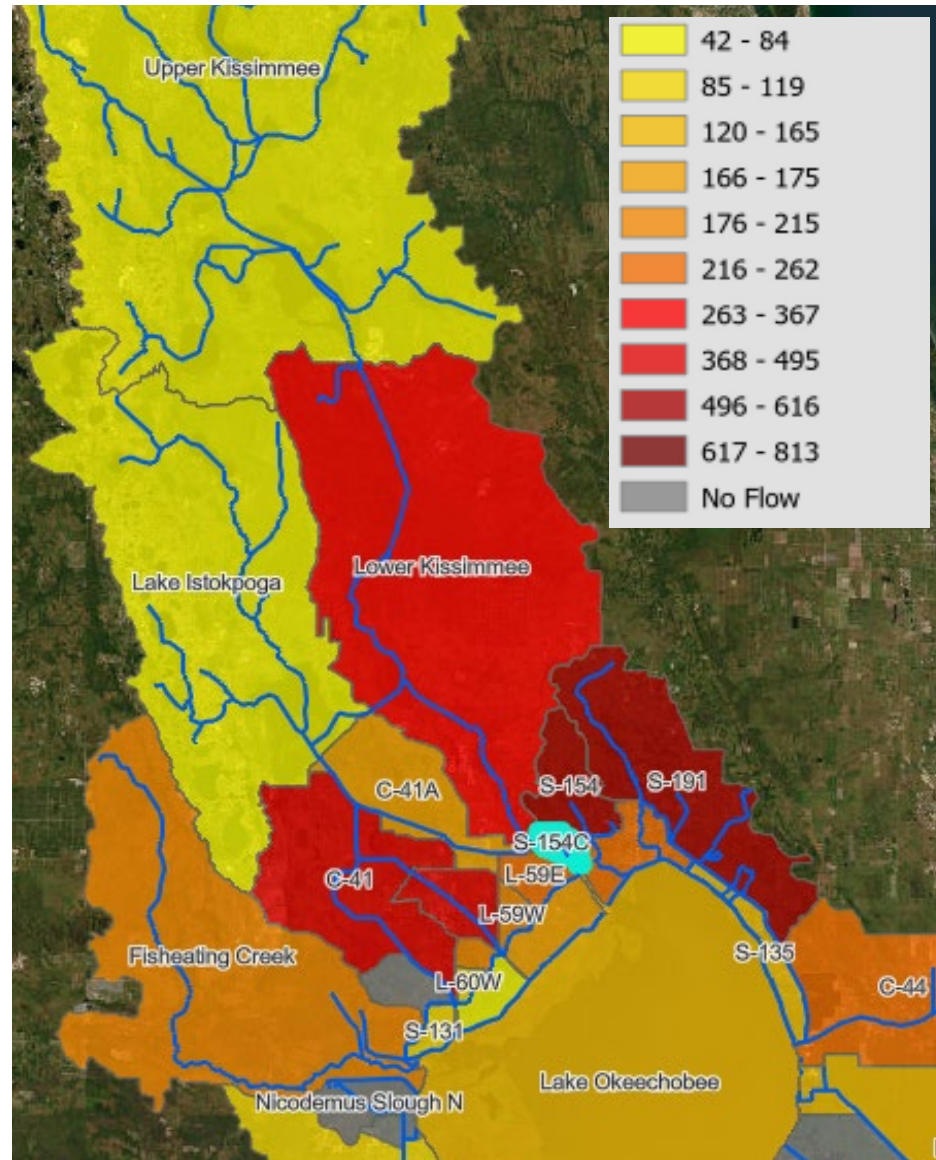 42 - 84
85 - 119
120 - 165
166 - 175
176 - 215
216 - 262
263 - 367
368 - 495
496 - 616
617 - 813
No Flow
Upper Kissimmee
Lake Istokpoga
Lower Kissimmee
C-41A
S-154
S-191
S-154C
L-59E
C-41
L-59W
Fisheating Creek
S-135
L-60W
C-44
S-131
Lake Okeechobee
Nicodemus Slough N